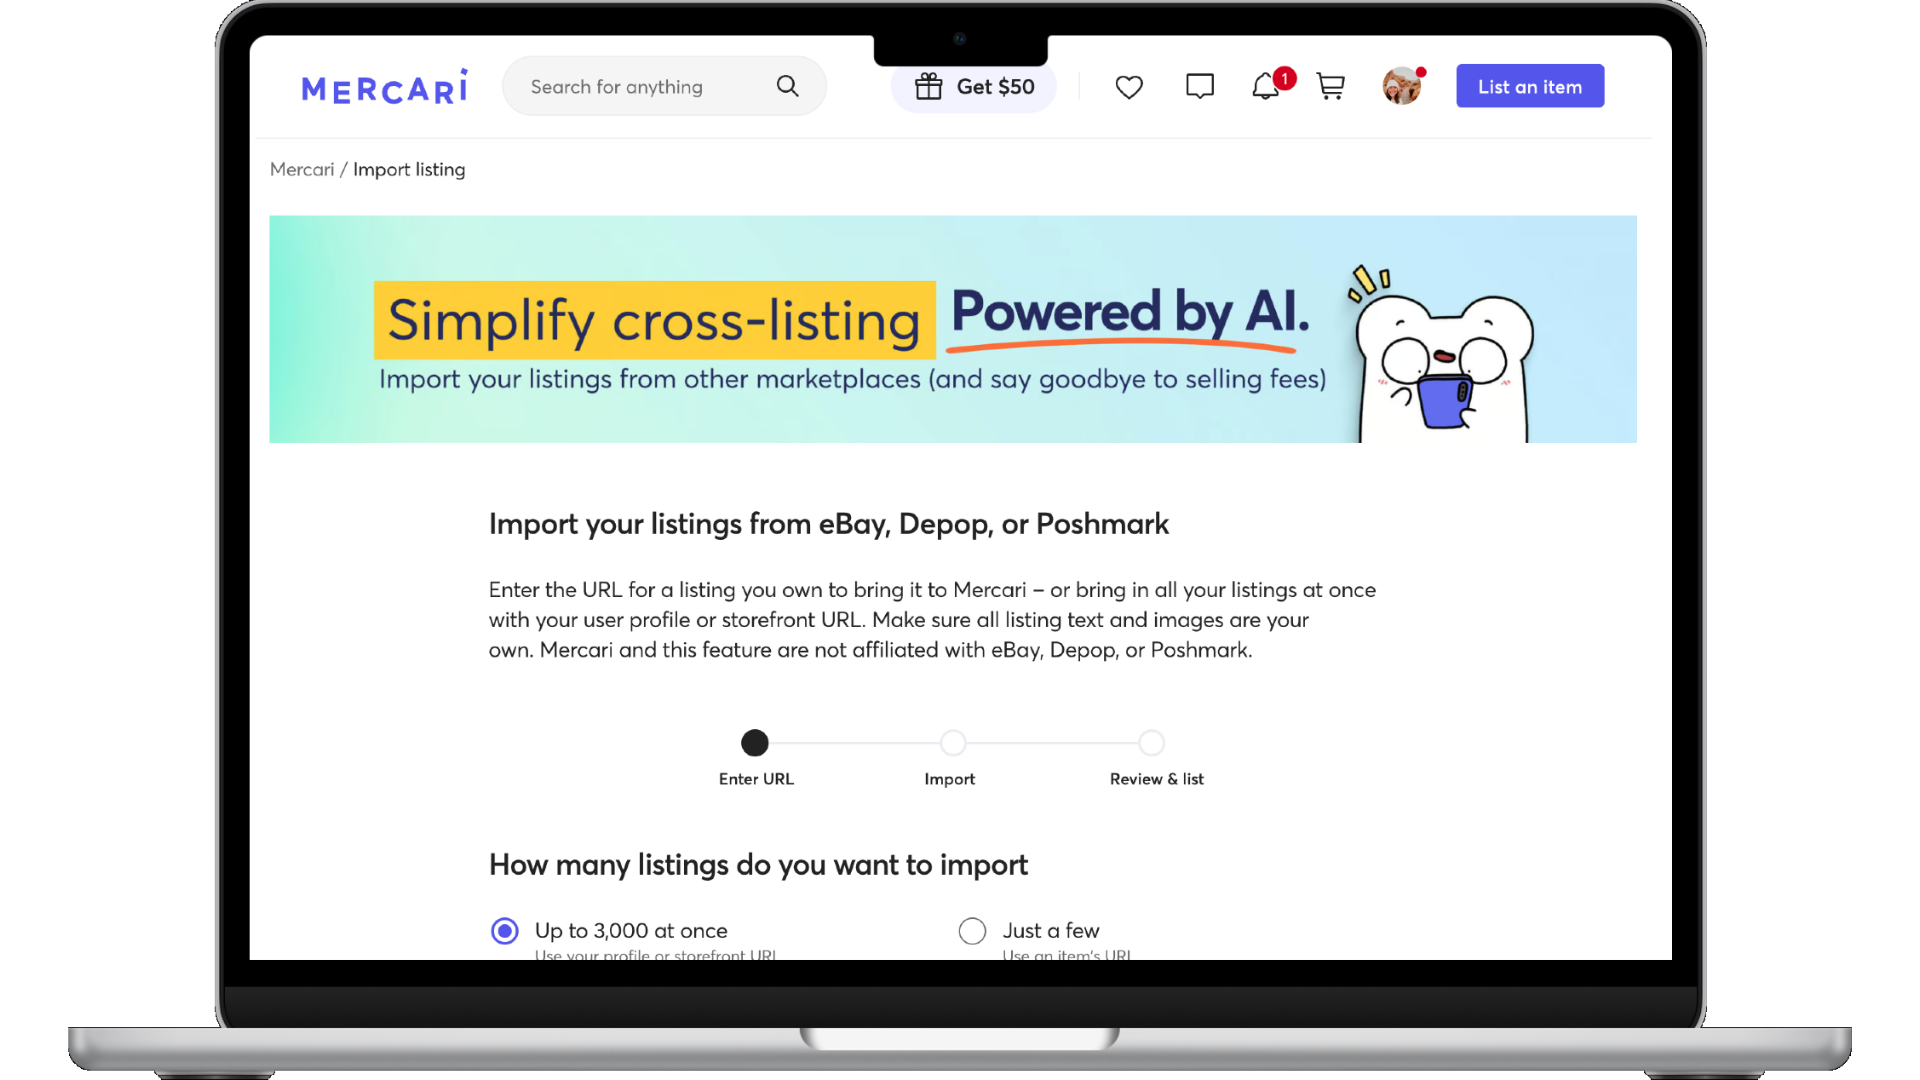 MERCARI
Search for anything
Get $50
1
List an item
Mercari / Import listing
Simplify cross-listing Powered by AI.
Import your listings from other marketplaces (and say goodbye to selling fees)
Import your listings from eBay, Depop, or Poshmark
Enter the URL for a listing you own to bring it to Mercari – or bring in all your listings at once
with your user profile or storefront URL. Make sure all listing text and images are your
own. Mercari and this feature are not affiliated with eBay, Depop, or Poshmark.
Enter URL
Import
Review & list
How many listings do you want to import
Up to 3,000 at once
Just a few
Use your profile or storefront URL
Use an item's URL